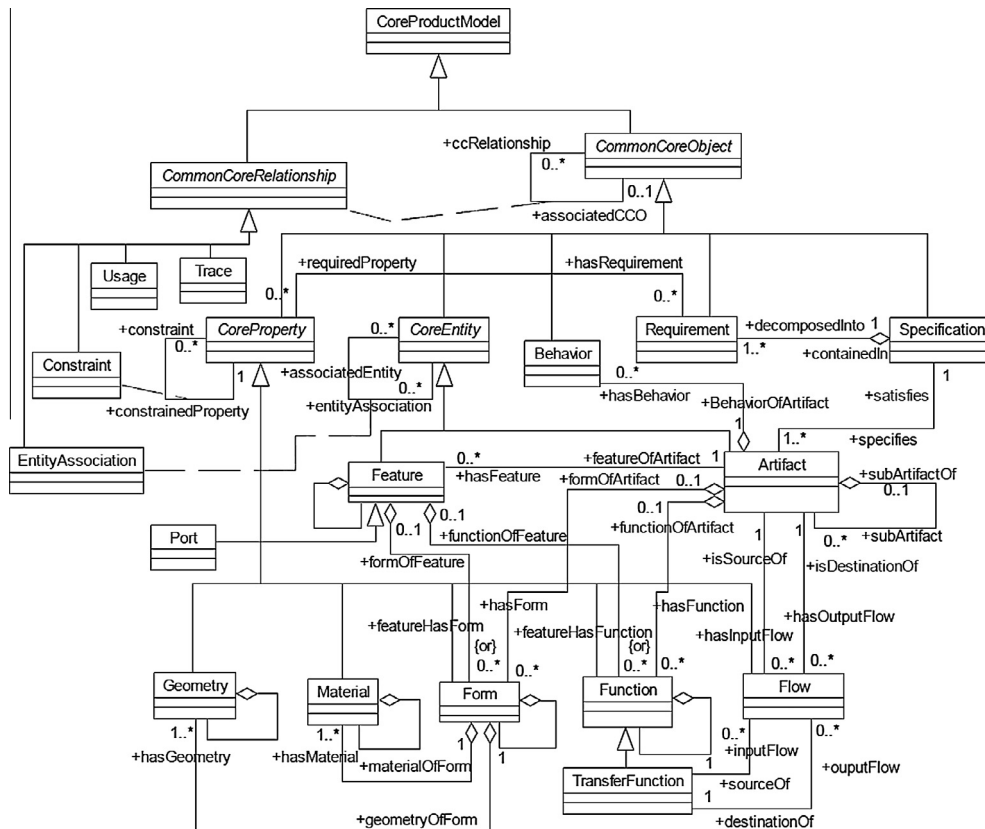 CoreProductModel
+ccRelationship
CommonCoreObject
0..*
CommonCoreRelationship
0..1
+associatedCCO
Usage
Trace
+requiredProperty
+hasRequirement
0..*
0..*
+constraint
CoreProperty
0..*
CoreEntity
Requirement
+decomposedInto
1
Specification
0..*
Behavior
1..*
+containedIn
Constraint
1
+associatedEntity
0..*
0..*
1
+constrainedProperty
+entityAssociation
+hasBehavior
+BehaviorOfArtifact
+satisfies
1
1..*
+specifies
EntityAssociation
0..*
+featureOfArtifact
1
Artifact
Feature
+hasFeature
+formOfArtifact
0..1
+subArtifactOf
0..1
0..1
0..1
0..1
+functionOfArtifact
1
1
0..*
+subArtifact
Port
+functionOfFeature
+formOfFeature
+isSourceOf
+isDestinationOf
+hasForm
+hasFunction
+hasOutputFlow
+featureHasForm
+featureHasFunction
+hasInputFlow
{or}
{or}
0..*
0..*
0..*
0..*
0..*
0..*
Geometry
Material
Form
Function
Flow
1..*
1..*
1
1
0..*
0..*
+hasGeometry
+hasMaterial
+materialOfForm
1
+inputFlow
+ouputFlow
TransferFunction
+sourceOf
1
+geometryOfForm
+destinationOf